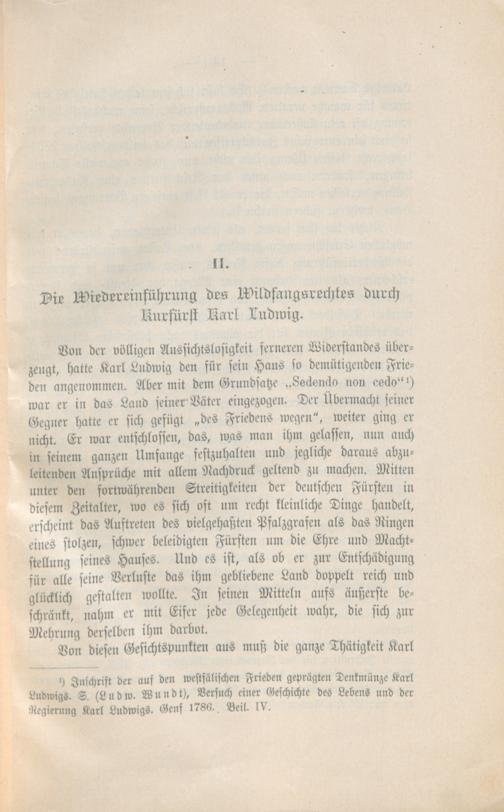 II.
Die Wiedereinführung des Wildfangsrechtes durch
Kurfürst Karl Ludwig.
Von der völligen Aussichtslosigkeit ferneren Widerstandes über-
zeugt, hatte Karl Ludwig den für sein Haus so demütigenden Frie-
den angenommen. Aber mit dem Grundsatze „Sedendo non cedo“¹)
war er in das Land seiner Väter eingezogen. Der Übermacht seiner
Gegner hatte er sich gefügt „des Friedens wegen“, weiter ging er
nicht. Er war entschlossen, das, was man ihm gelassen, nun auch
in seinem ganzen Umfange festzuhalten und jegliche daraus abzu-
leitenden Ansprüche mit allem Nachdruck geltend zu machen. Mitten
unter den fortwährenden Streitigkeiten der deutschen Fürsten in
diesem Zeitalter, wo es sich oft um recht kleinliche Dinge handelt,
erscheint das Auftreten des vielgehaßten Pfalzgrafen als das Ringen
eines stolzen, schwer beleidigten Fürsten um die Ehre und Macht-
stellung seines Hauses. Und es ist, als ob er zur Entschädigung
für alle seine Verluste das ihm gebliebene Land doppelt reich und
glücklich gestalten wollte. In seinen Mitteln aufs äußerste be-
schränkt, nahm er mit Eifer jede Gelegenheit wahr, die sich zur
Mehrung derselben ihm darbot.
Von diesen Gesichtspunkten aus muß die ganze Thätigkeit Karl
¹) Inschrift der auf den westfälischen Frieden geprägten Denkmünze Karl
Ludwigs. S. (Ludw. Wundt), Versuch einer Geschichte des Lebens und der
Regierung Karl Ludwigs. Genf 1786. Beil. IV.